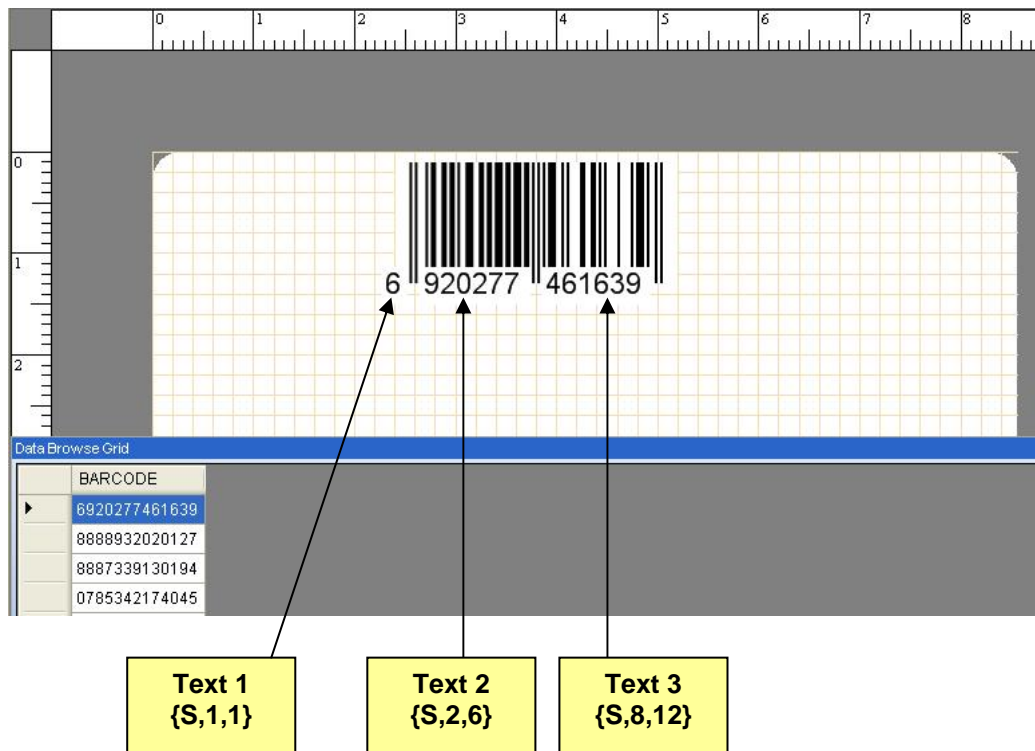 0 1 2 3 4 5 6 7 8
0
1
2
6 920277 461639
Data Browse Grid
BARCODE
6920277461639
8888932020127
8887339130194
0785342174045
Text 1
{S,1,1}
Text 2
{S,2,6}
Text 3
{S,8,12}